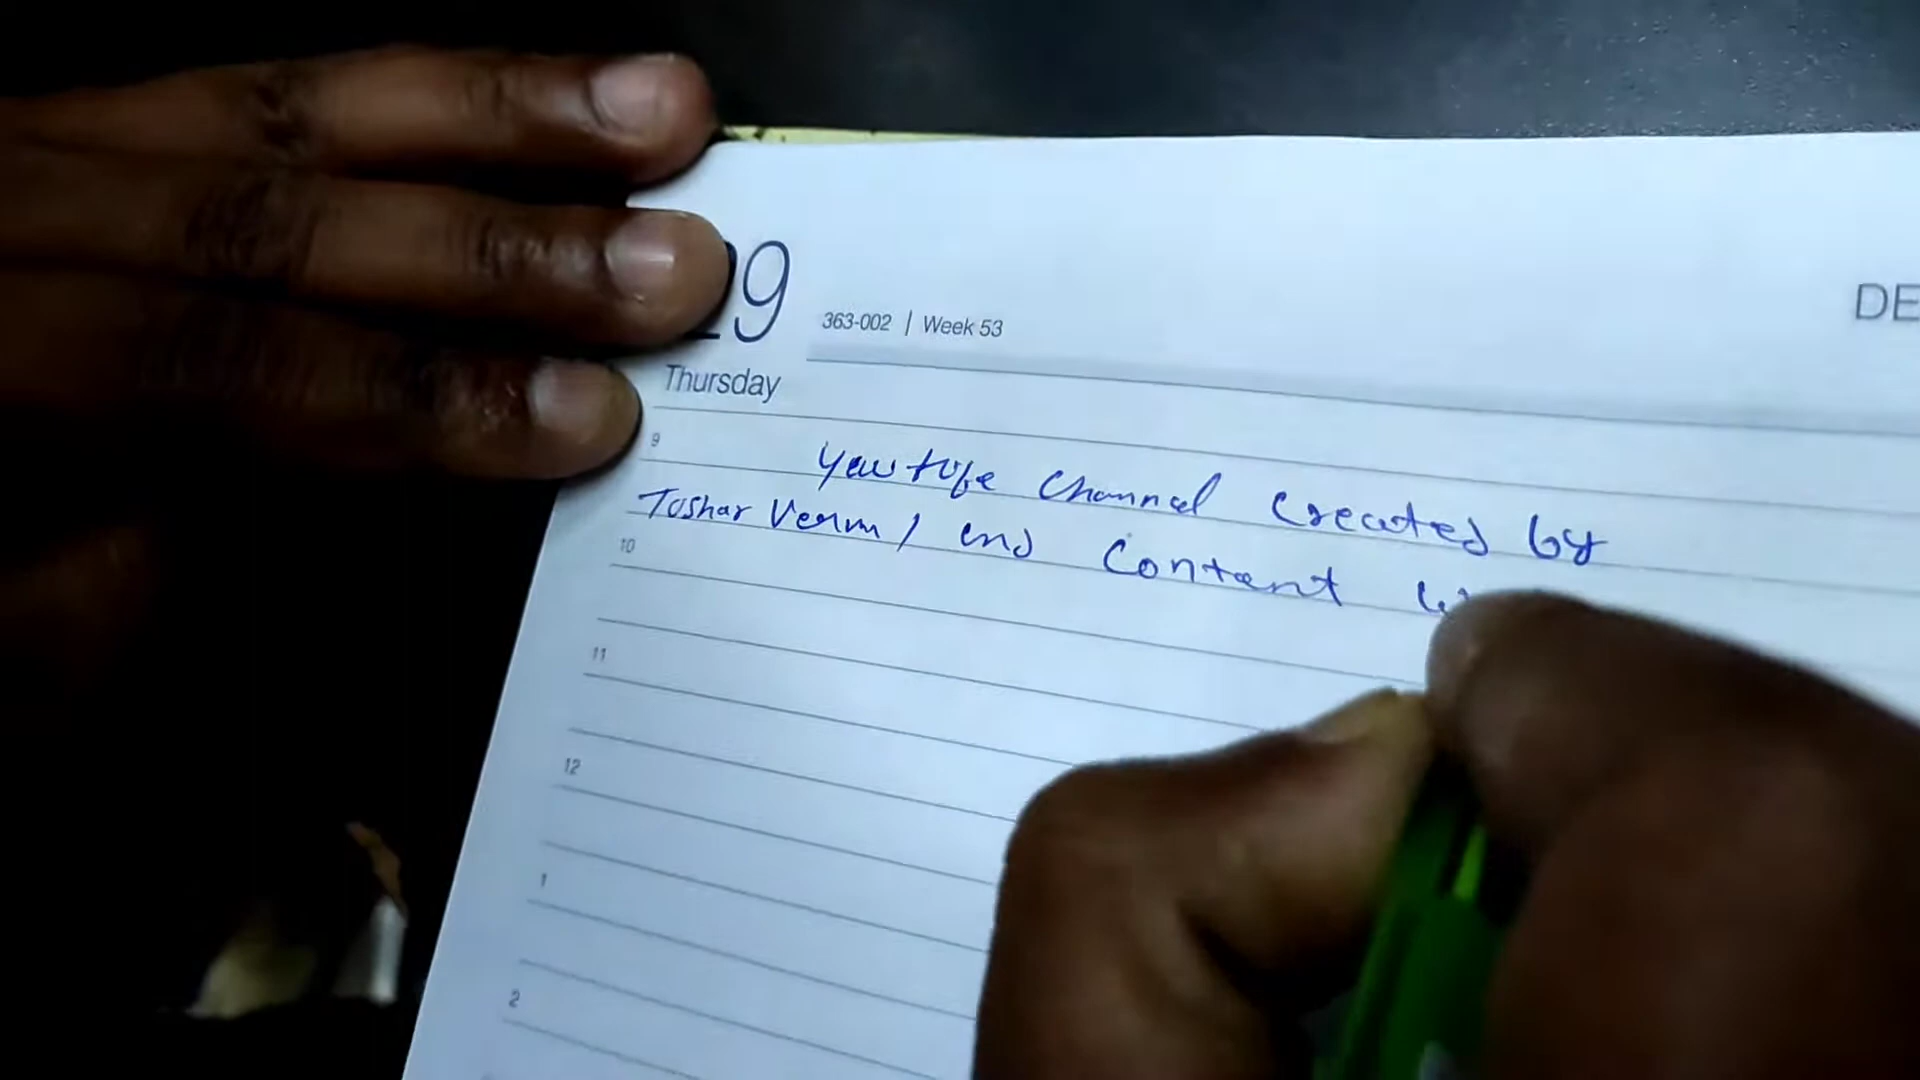 29
DE
363-002 | Week 53
Thursday
9
Youtube Channel Created by
Tushar Verma / and Content
10
11
12
1
2